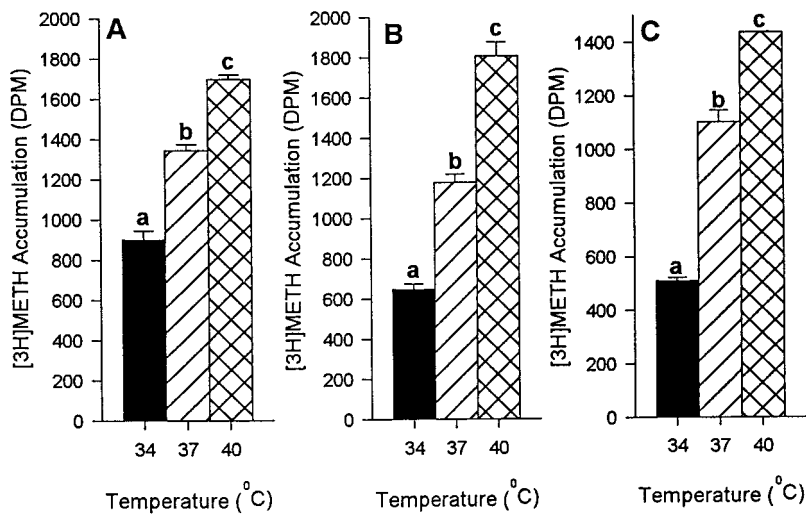 A
[3H]METH Accumulation (DPM)
2000
1800
1600
1400
1200
1000
800
600
400
200
0
a
b
c
34
37
40
Temperature (°C)
B
[3H]METH Accumulation (DPM)
2000
1800
1600
1400
1200
1000
800
600
400
200
0
a
b
c
34
37
40
Temperature (°C)
C
[3H]METH Accumulation (DPM)
1400
1200
1000
800
600
400
200
0
a
b
c
34
37
40
Temperature (°C)